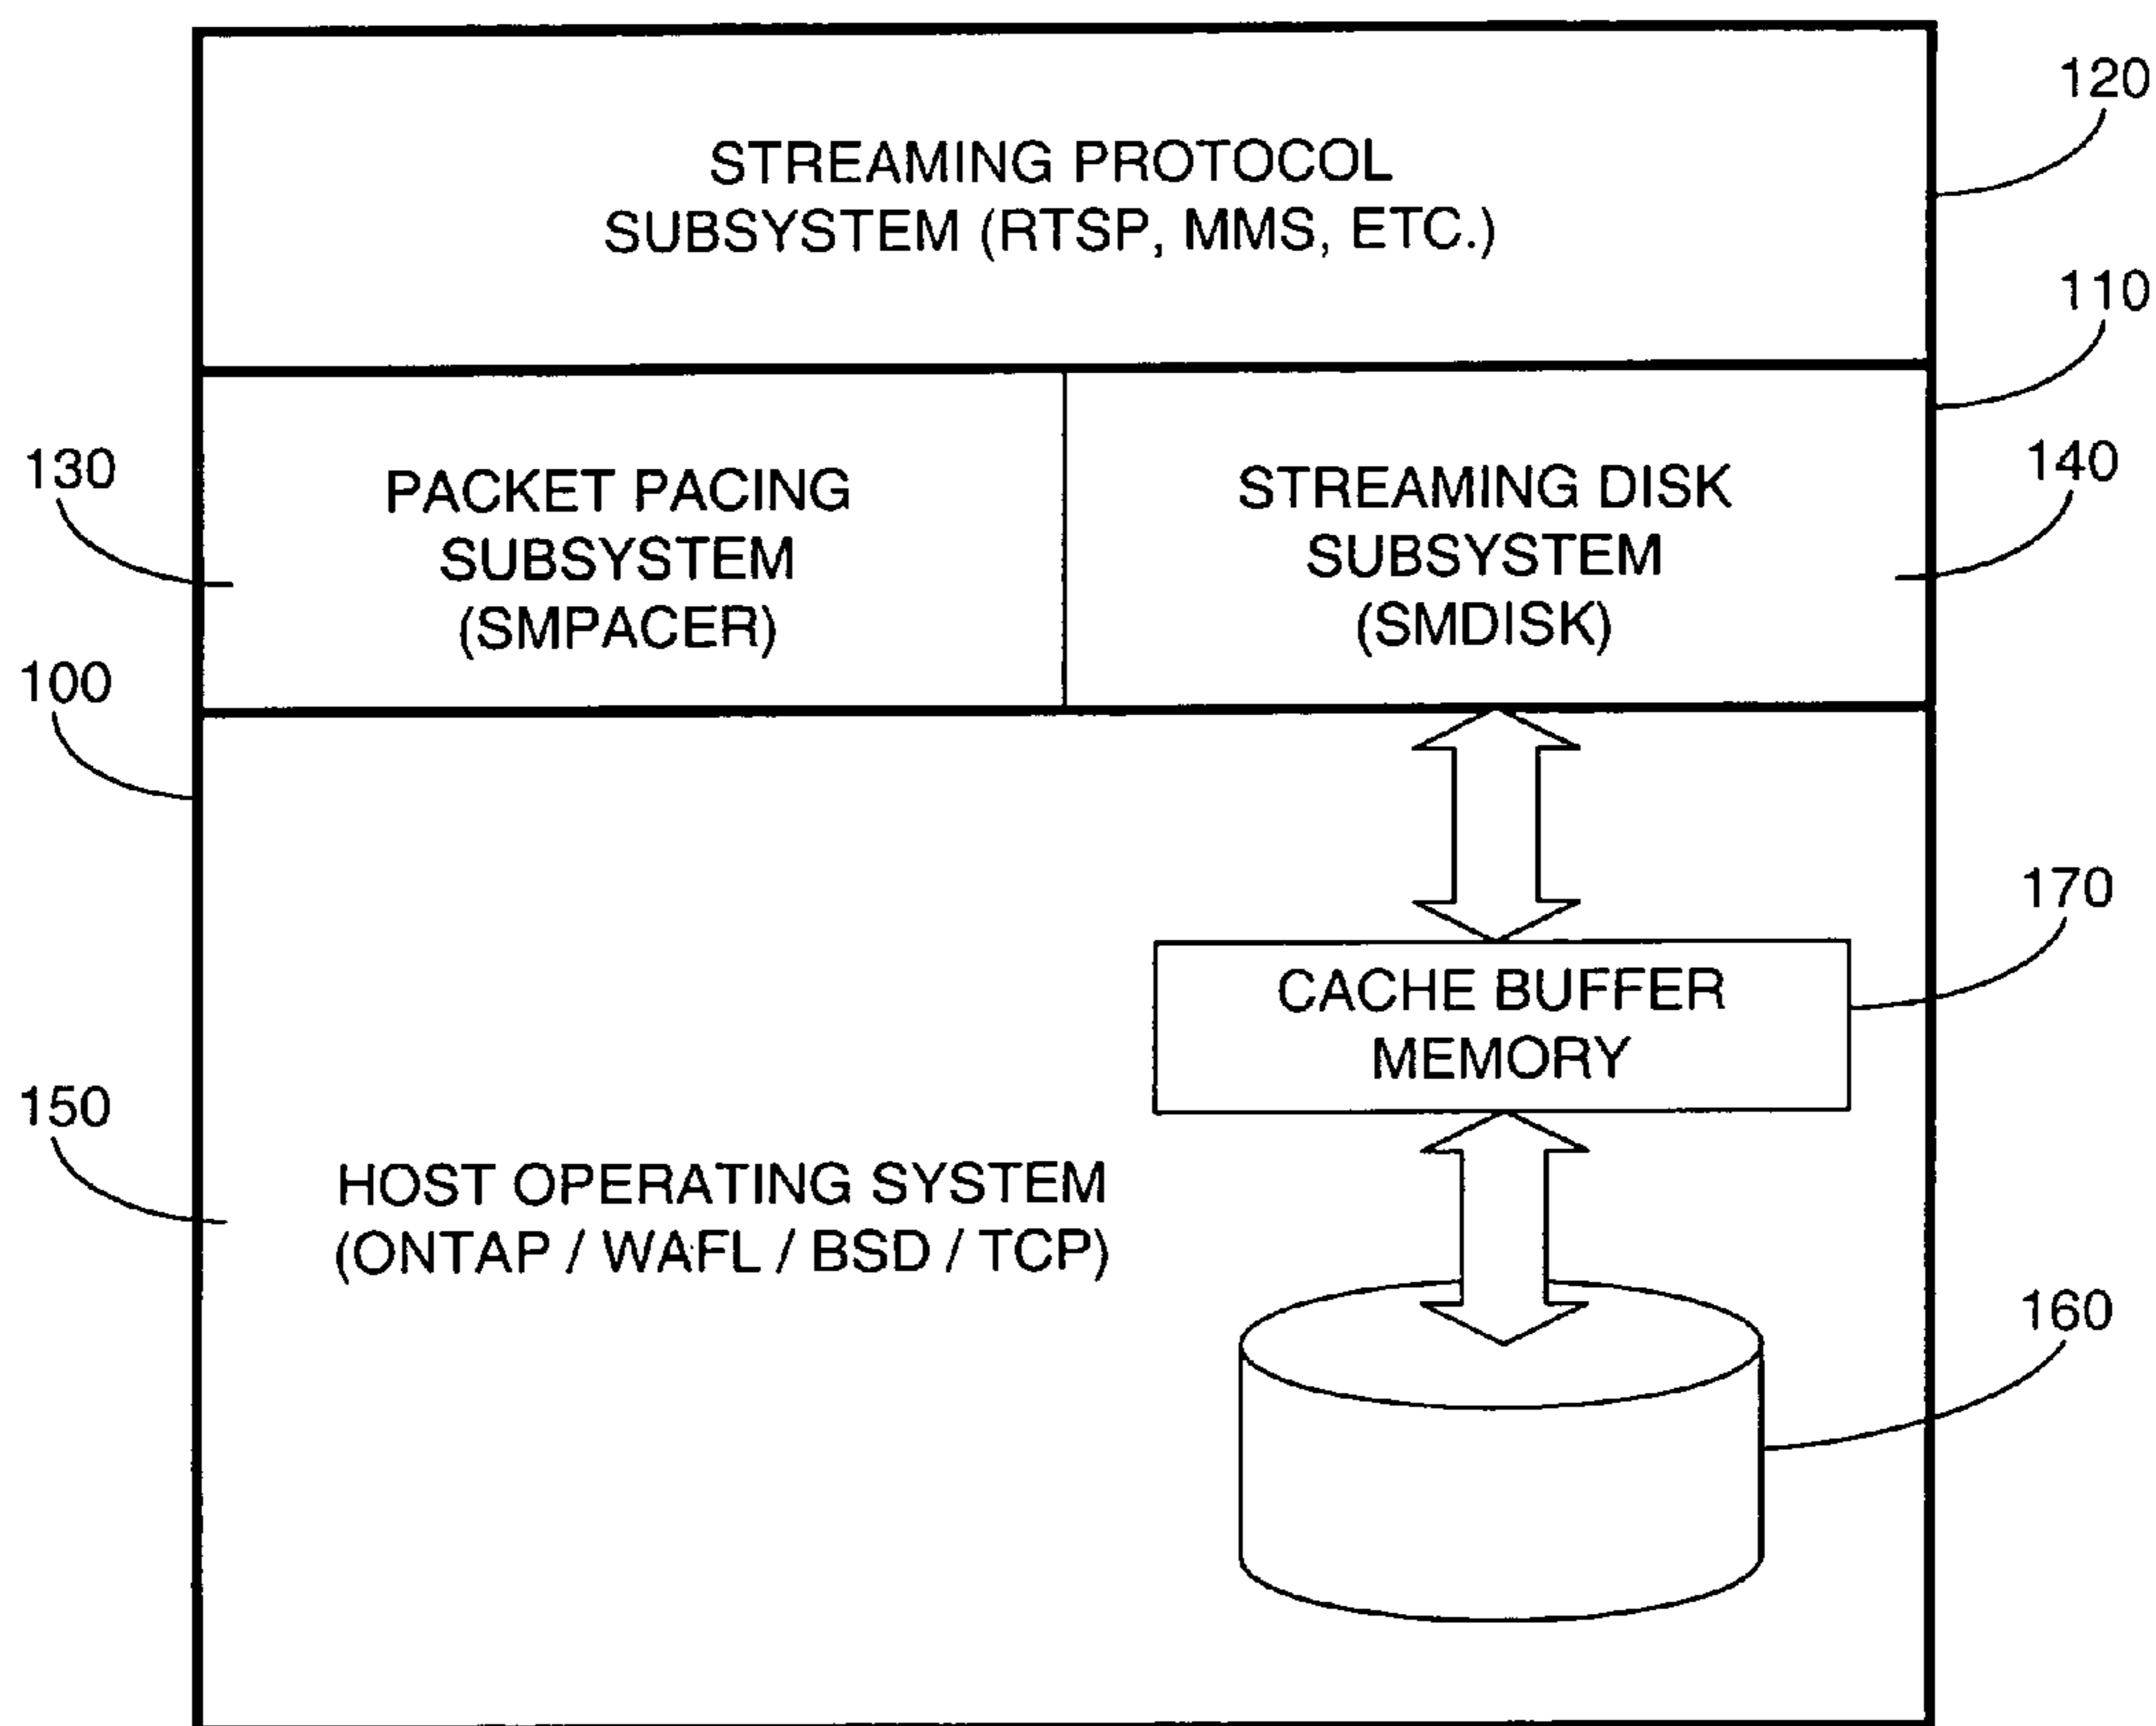 120
STREAMING PROTOCOL
SUBSYSTEM (RTSP, MMS, ETC.)
110
130
PACKET PACING
SUBSYSTEM
(SMPACER)
STREAMING DISK
SUBSYSTEM
(SMDISK)
140
100
170
CACHE BUFFER
MEMORY
150
HOST OPERATING SYSTEM
(ONTAP / WAFL / BSD / TCP)
160